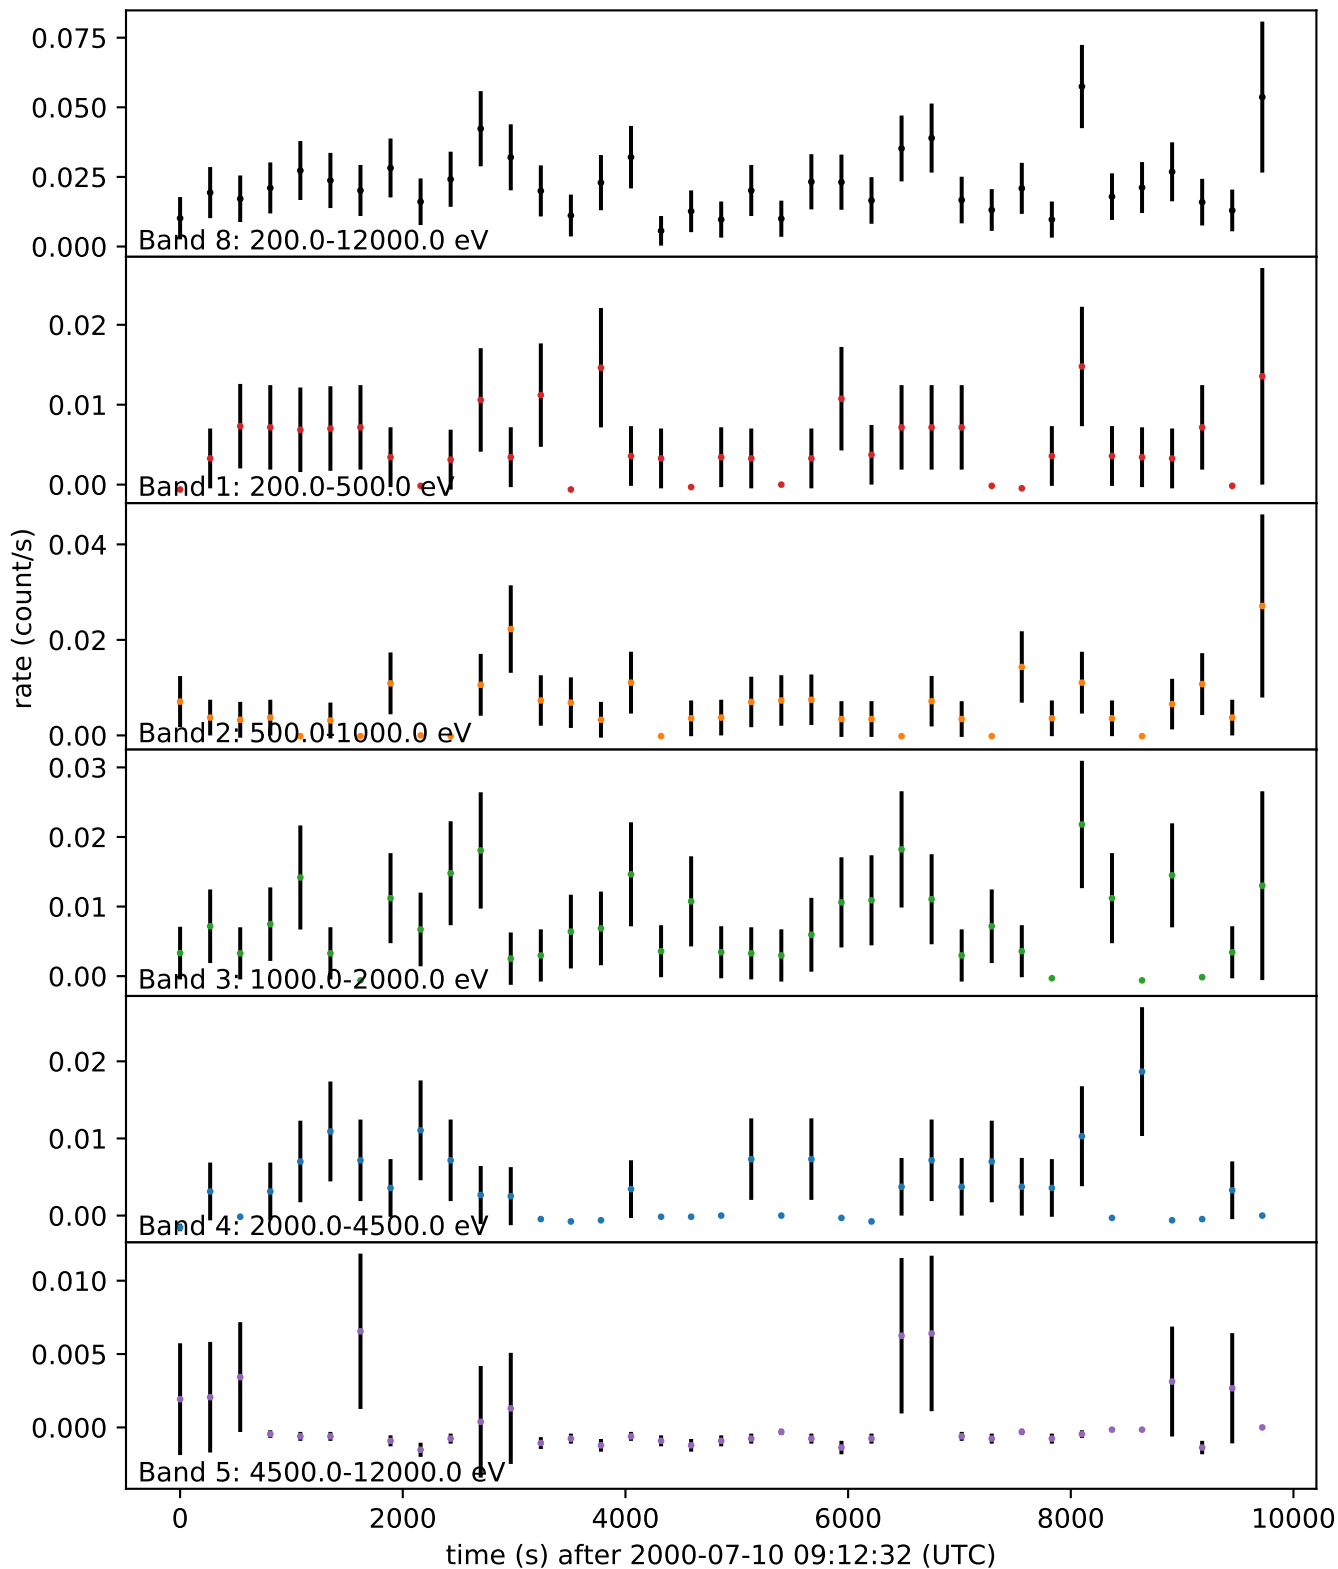 0.075
0.050
0.025
0.000
Band 8: 200.0-12000.0 eV
0.02
0.01
0.00
Band 1: 200.0-500.0 eV
rate (count/s)
0.04
0.02
0.00
Band 2: 500.0-1000.0 eV
0.03
0.02
0.01
0.00
Band 3: 1000.0-2000.0 eV
0.02
0.01
0.00
Band 4: 2000.0-4500.0 eV
0.010
0.005
0.000
Band 5: 4500.0-12000.0 eV
0 2000 4000 6000 8000 10000
time (s) after 2000-07-10 09:12:32 (UTC)